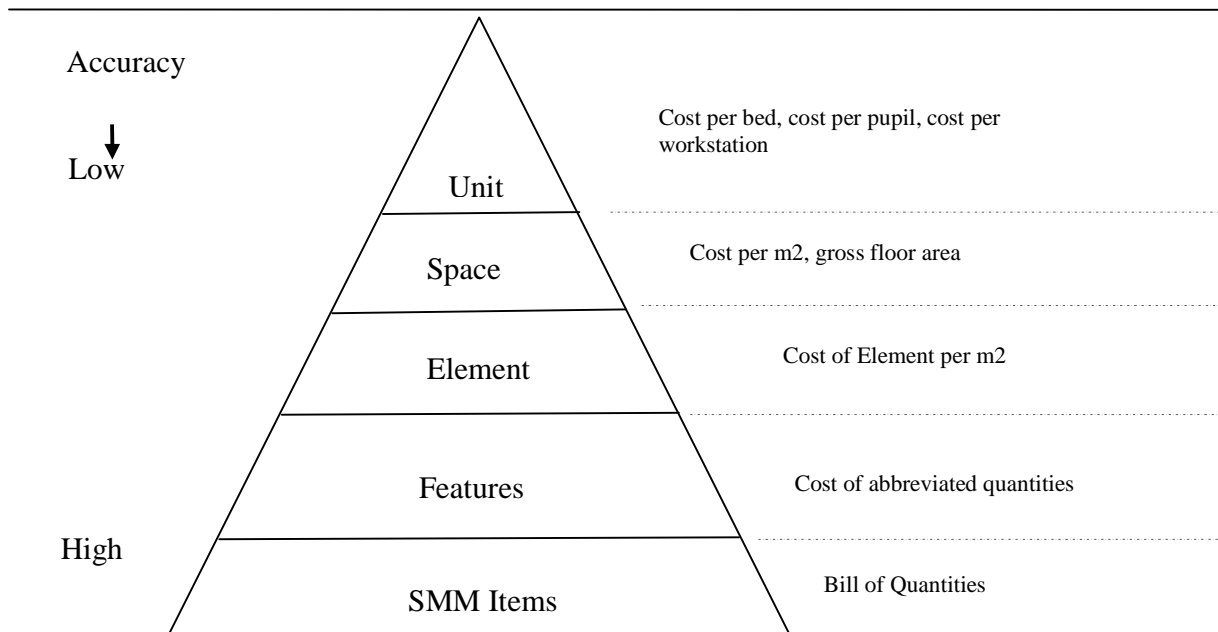 Accuracy
Cost per bed, cost per pupil, cost per
workstation
Low
Unit
Cost per m2, gross floor area
Space
Cost of Element per m2
Element
Features
Cost of abbreviated quantities
High
Bill of Quantities
SMM Items